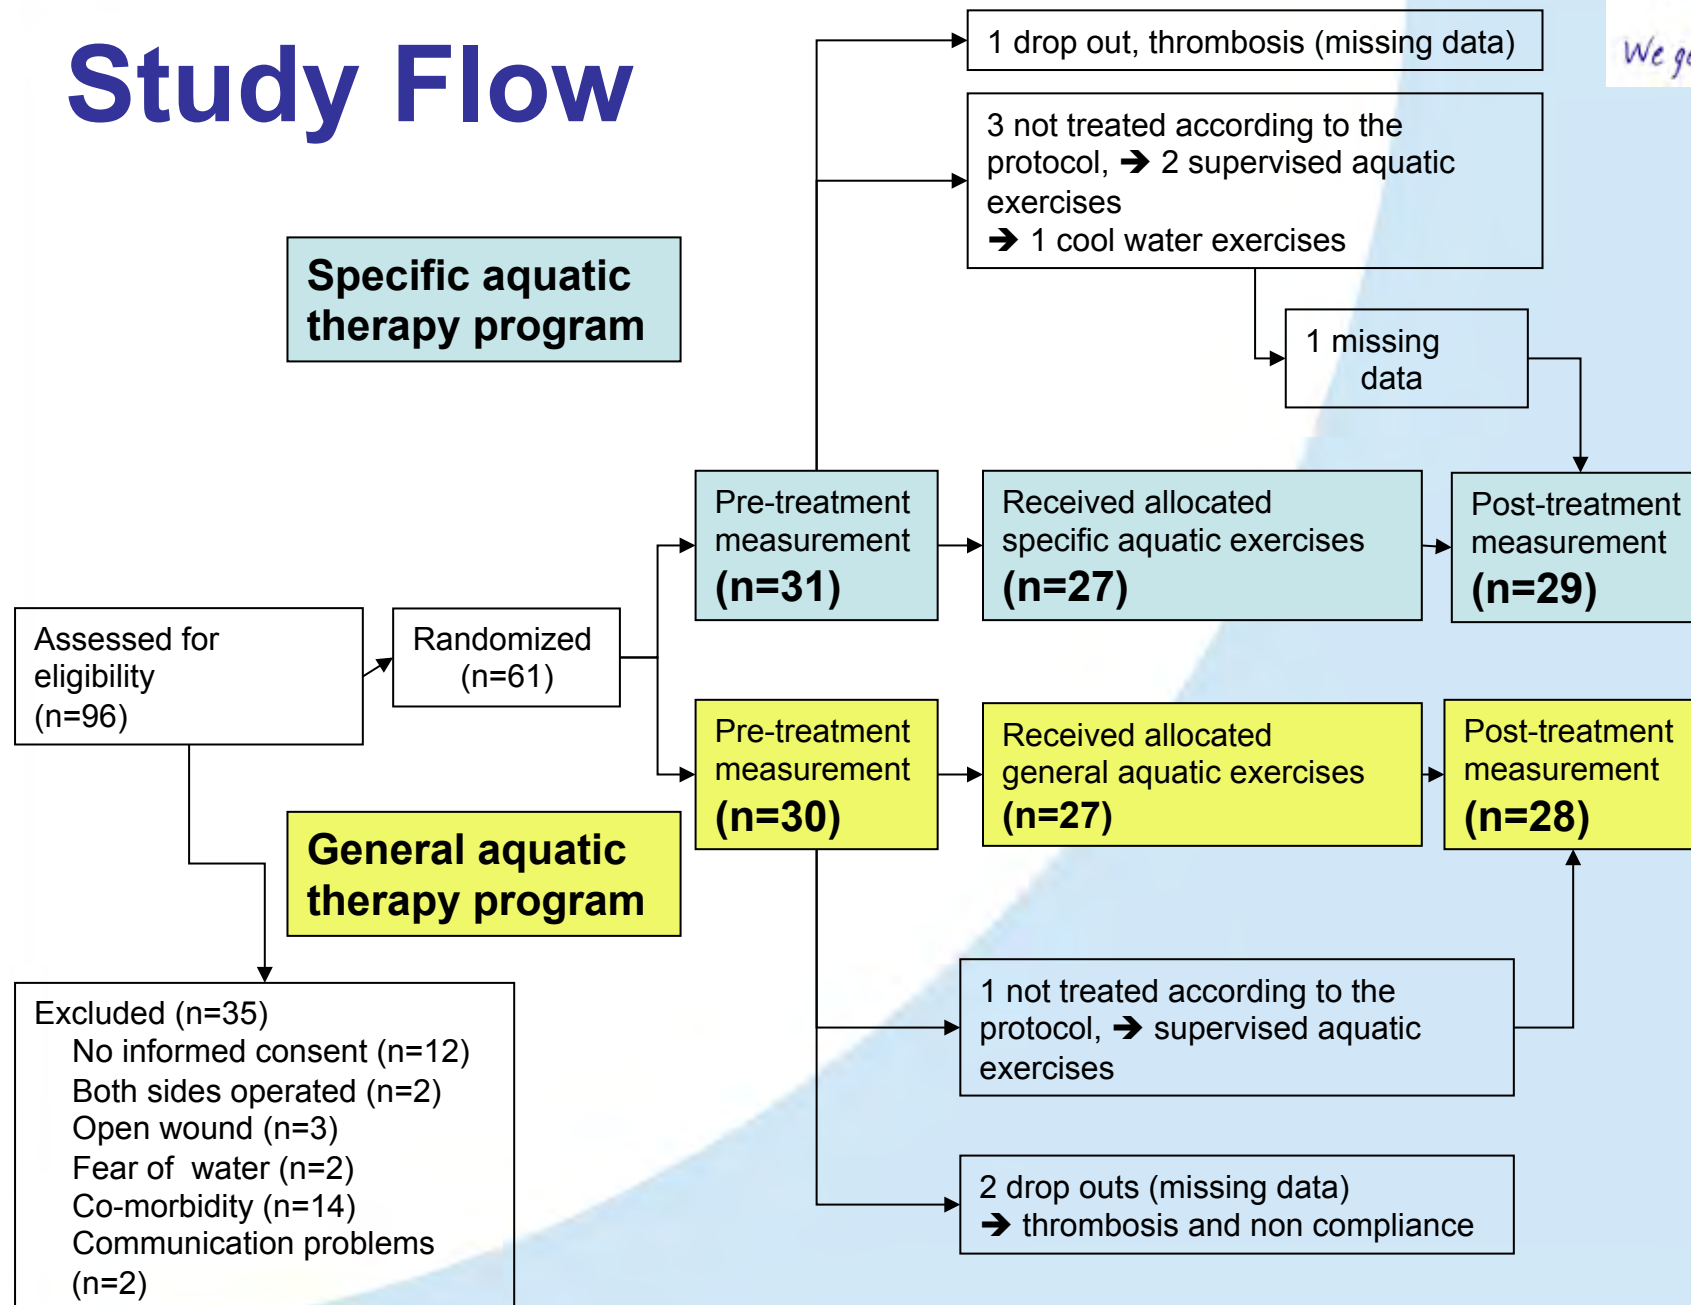 Study Flow
We
1 drop out, thrombosis (missing data)
3 not treated according to the
protocol, ➔ 2 supervised aquatic
exercises
➔ 1 cool water exercises
1 missing
data
Specific aquatic
therapy program
Pre-treatment
measurement
(n=31)
Received allocated
specific aquatic exercises
(n=27)
Post-treatment
measurement
(n=29)
Assessed for
eligibility
(n=96)
Randomized
(n=61)
Pre-treatment
measurement
(n=30)
Received allocated
general aquatic exercises
(n=27)
Post-treatment
measurement
(n=28)
General aquatic
therapy program
1 not treated according to the
protocol, ➔ supervised aquatic
exercises
2 drop outs (missing data)
➔ thrombosis and non compliance
Excluded (n=35)
No informed consent (n=12)
Both sides operated (n=2)
Open wound (n=3)
Fear of  water (n=2)
Co-morbidity (n=14)
Communication problems
(n=2)